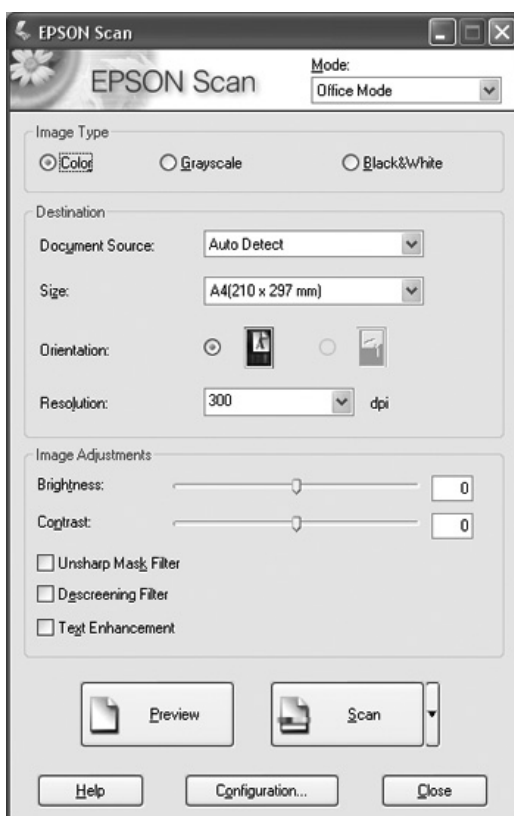 EPSON Scan
EPSON Scan
Mode:
Office Mode
Image Type
Color
Grayscale
Black&White
Destination
Document Source:
Auto Detect
Size:
A4(210 x 297 mm)
Orientation:
Resolution:
300
dpi
Image Adjustments
Brightness:
0
Contrast:
0
Unsharp Mask Filter
Descreening Filter
Text Enhancement
Preview
Scan
Help
Configuration...
Close